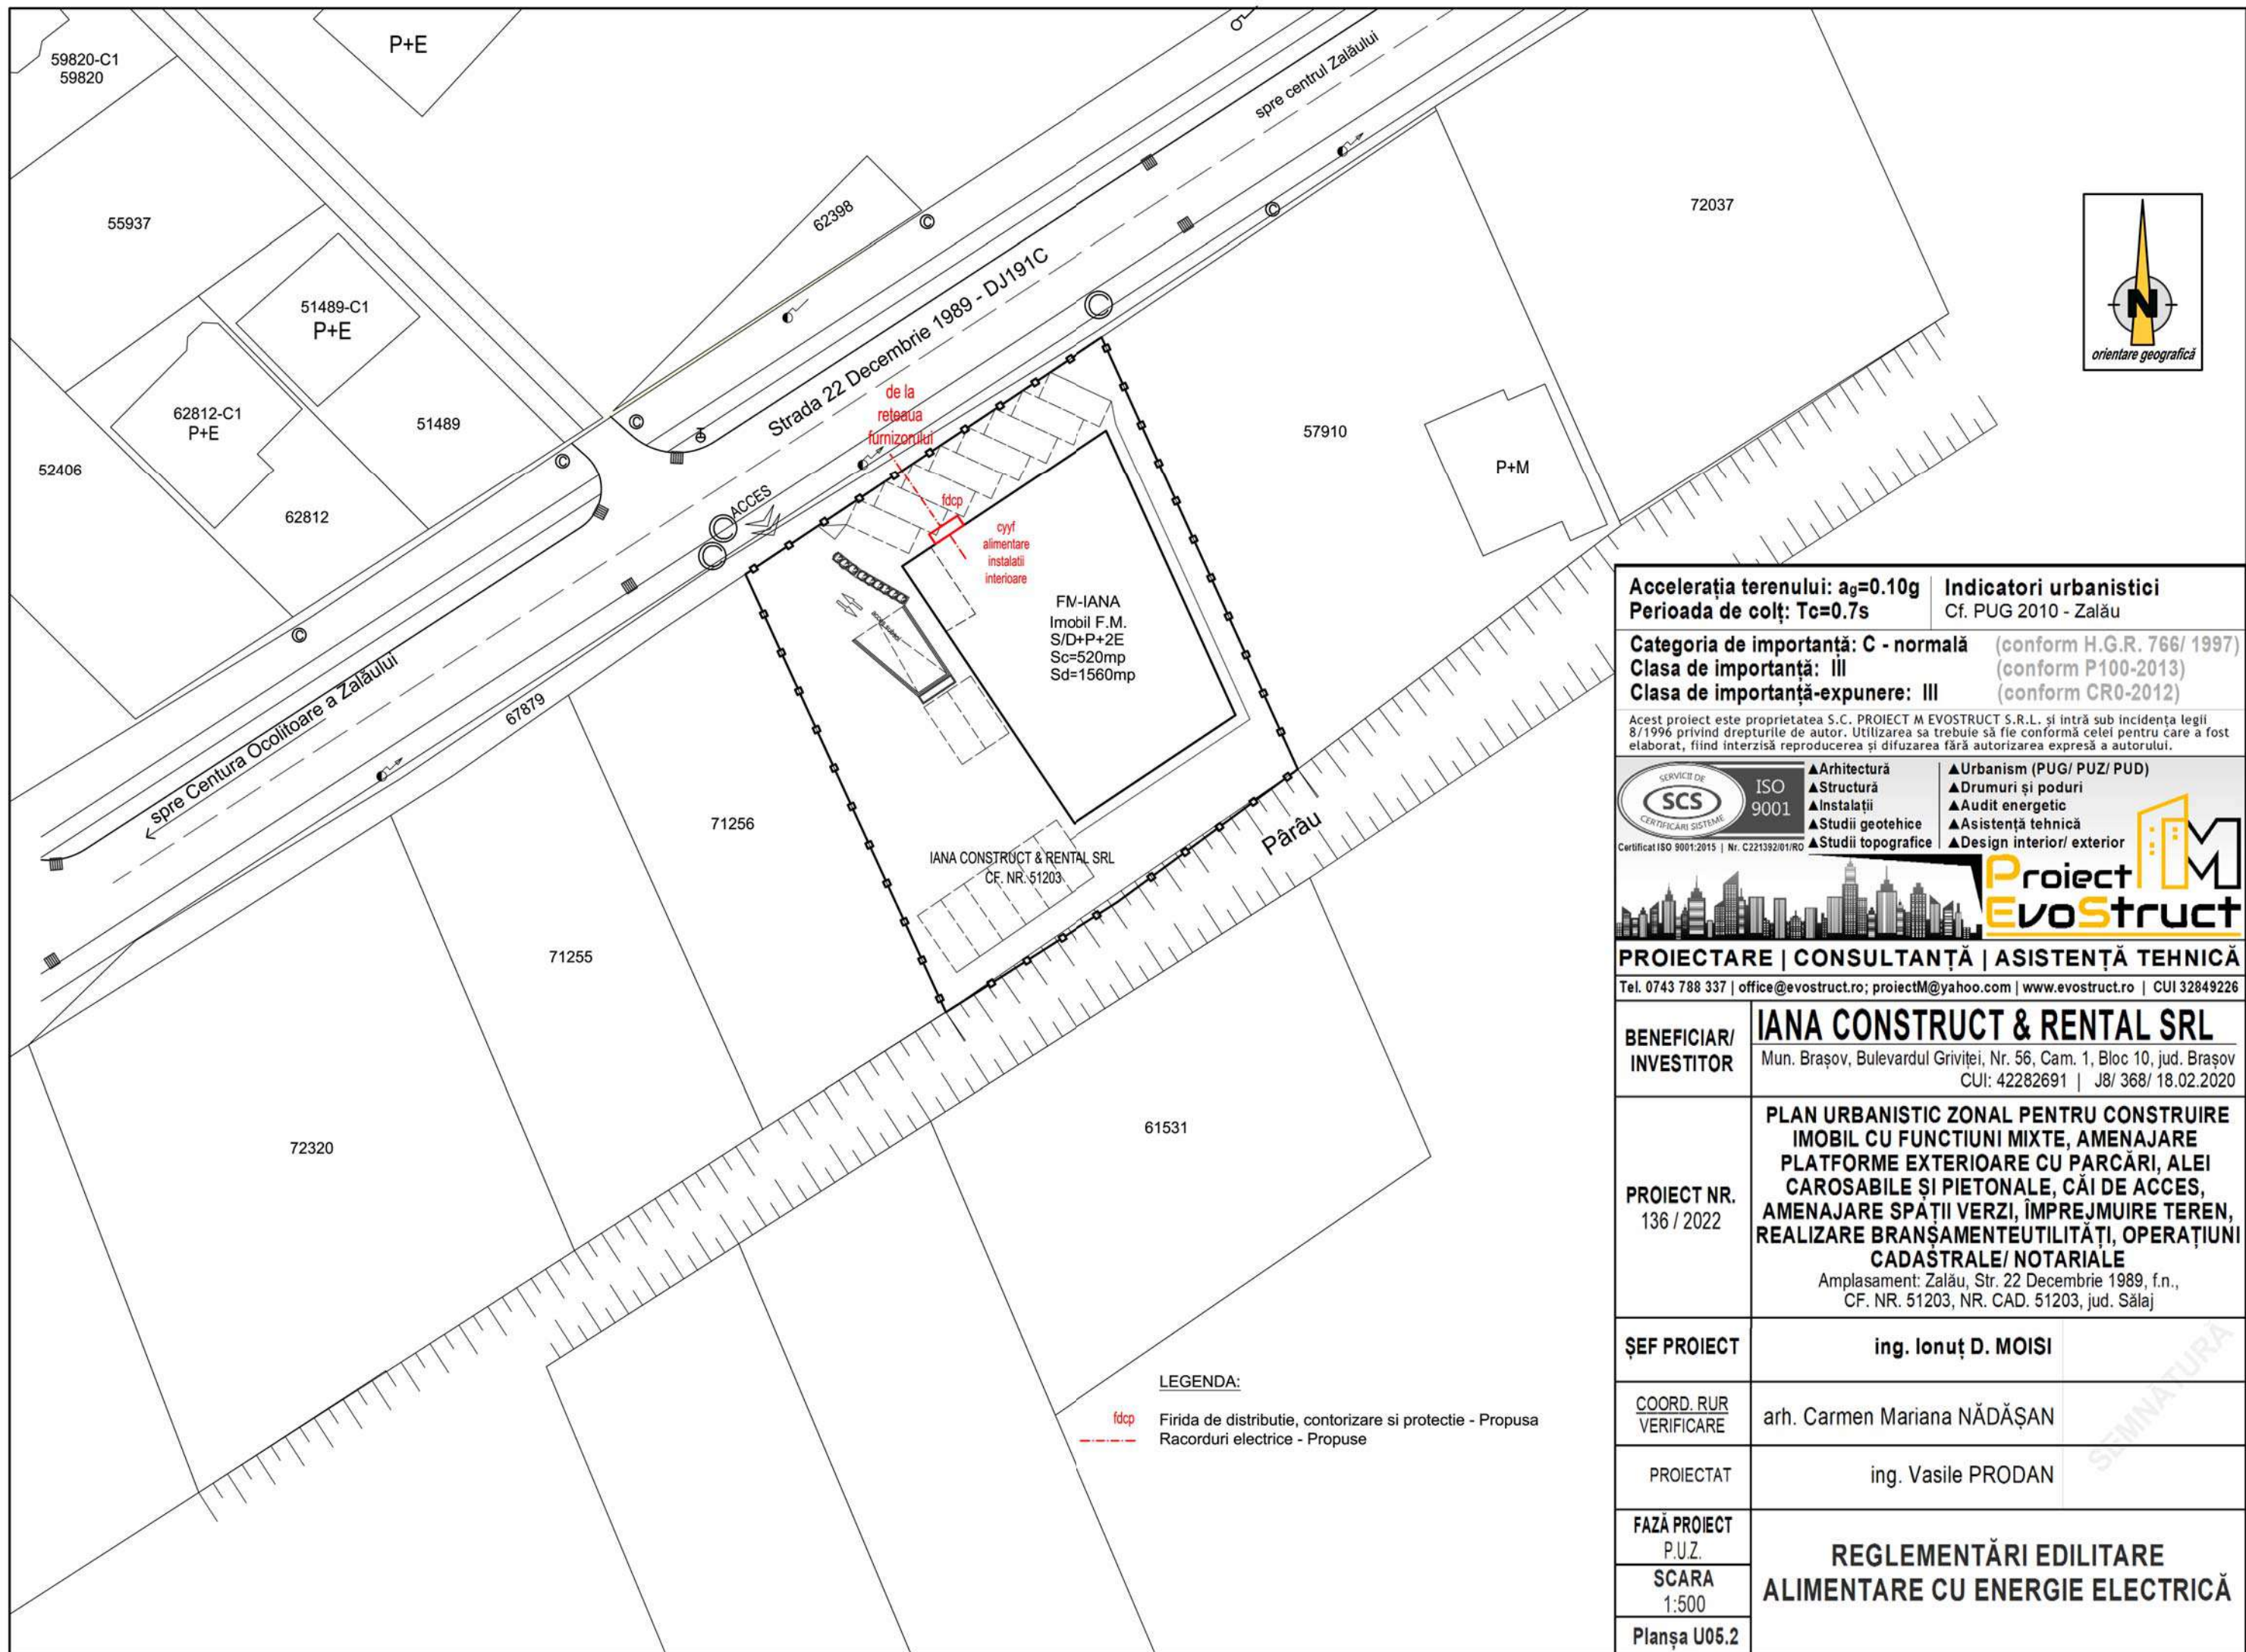 59820-C1
59820
P+E
55937
51489-C1
P+E
62812-C1
P+E
51489
52406
62812
62398
spre centrul Zalăului
Strada 22 Decembrie 1989 - DJ191C
72037
57910
P+M
de la
reteaua
furnizorului
fdcp
cyyf
alimentare
instalatii
interioare
ACCES
acces subsol
FM-IANA
Imobil F.M.
S/D+P+2E
Sc=520mp
Sd=1560mp
spre Centura Ocolitoare a Zalăului
67879
71256
IANA CONSTRUCT & RENTAL SRL
CF. NR. 51203
Pârâu
71255
72320
61531
LEGENDA:
fdcp Firida de distributie, contorizare si protectie - Propusa
Racorduri electrice - Propuse
N
orientare geografică
Accelerația terenului: ag=0.10g
Perioada de colț: Tc=0.7s
Indicatori urbanistici
Cf. PUG 2010 - Zalău
Categoria de importanță: C - normală (conform H.G.R. 766/ 1997)
Clasa de importanță: III (conform P100-2013)
Clasa de importanță-expunere: III (conform CR0-2012)
Acest proiect este proprietatea S.C. PROIECT M EVOSTRUCT S.R.L. și intră sub incidența legii
8/1996 privind drepturile de autor. Utilizarea sa trebuie să fie conformă celei pentru care a fost
elaborat, fiind interzisă reproducerea și difuzarea fără autorizarea expresă a autorului.
SERVICII DE
SCS
CERTIFICĂRI SISTEME
ISO
9001
Certificat ISO 9001:2015 | Nr. C221392/01/RO
▲Arhitectură
▲Structură
▲Instalații
▲Studii geotehice
▲Studii topografice
▲Urbanism (PUG/ PUZ/ PUD)
▲Drumuri și poduri
▲Audit energetic
▲Asistență tehnică
▲Design interior/ exterior
Proiect M
EvoStruct
PROIECTARE | CONSULTANȚĂ | ASISTENȚĂ TEHNICĂ
Tel. 0743 788 337 | office@evostruct.ro; proiectM@yahoo.com | www.evostruct.ro | CUI 32849226
BENEFICIAR/
INVESTITOR
IANA CONSTRUCT & RENTAL SRL
Mun. Brașov, Bulevardul Griviței, Nr. 56, Cam. 1, Bloc 10, jud. Brașov
CUI: 42282691 | J8/ 368/ 18.02.2020
PROIECT NR.
136 / 2022
PLAN URBANISTIC ZONAL PENTRU CONSTRUIRE
IMOBIL CU FUNCTIUNI MIXTE, AMENAJARE
PLATFORME EXTERIOARE CU PARCĂRI, ALEI
CAROSABILE ȘI PIETONALE, CĂI DE ACCES,
AMENAJARE SPAȚII VERZI, ÎMPREJMUIRE TEREN,
REALIZARE BRANȘAMENTEUTILITĂȚI, OPERAȚIUNI
CADASTRALE/ NOTARIALE
Amplasament: Zalău, Str. 22 Decembrie 1989, f.n.,
CF. NR. 51203, NR. CAD. 51203, jud. Sălaj
ȘEF PROIECT
ing. Ionuț D. MOISI
COORD. RUR
VERIFICARE
arh. Carmen Mariana NĂDĂȘAN
PROIECTAT
ing. Vasile PRODAN
SEMNĂTURĂ
FAZĂ PROIECT
P.U.Z.
SCARA
1:500
Planșa U05.2
REGLEMENTĂRI EDILITARE
ALIMENTARE CU ENERGIE ELECTRICĂ